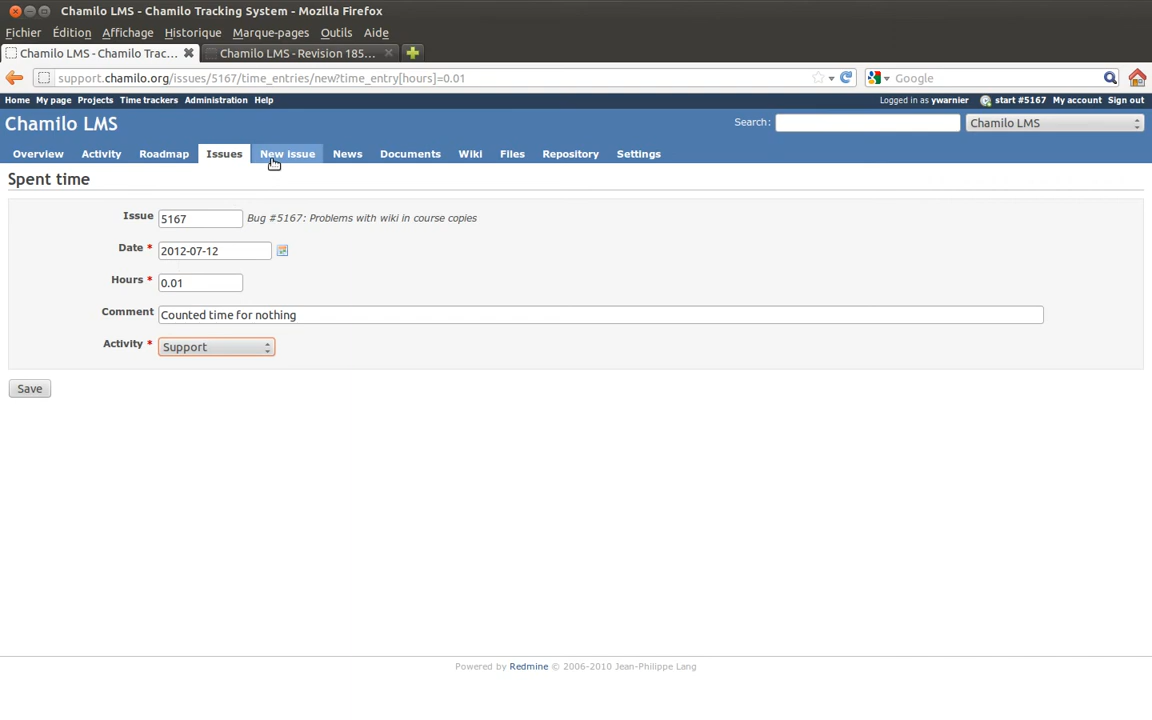 Chamilo LMS - Chamilo Tracking System - Mozilla Firefox
Fichier Édition Affichage Historique Marque-pages Outils Aide
Chamilo LMS - Chamilo Trac... Chamilo LMS - Revision 185...
support.chamilo.org/issues/5167/time_entries/new?time_entry[hours]=0.01 Google
Home My page Projects Time trackers Administration Help Logged in as ywarnier start #5167 My account Sign out
Chamilo LMS Search: Chamilo LMS
Overview Activity Roadmap Issues New issue News Documents Wiki Files Repository Settings
Spent time
Issue 5167 Bug #5167: Problems with wiki in course copies
Date * 2012-07-12
Hours * 0.01
Comment Counted time for nothing
Activity * Support
Save
Powered by Redmine © 2006-2010 Jean-Philippe Lang